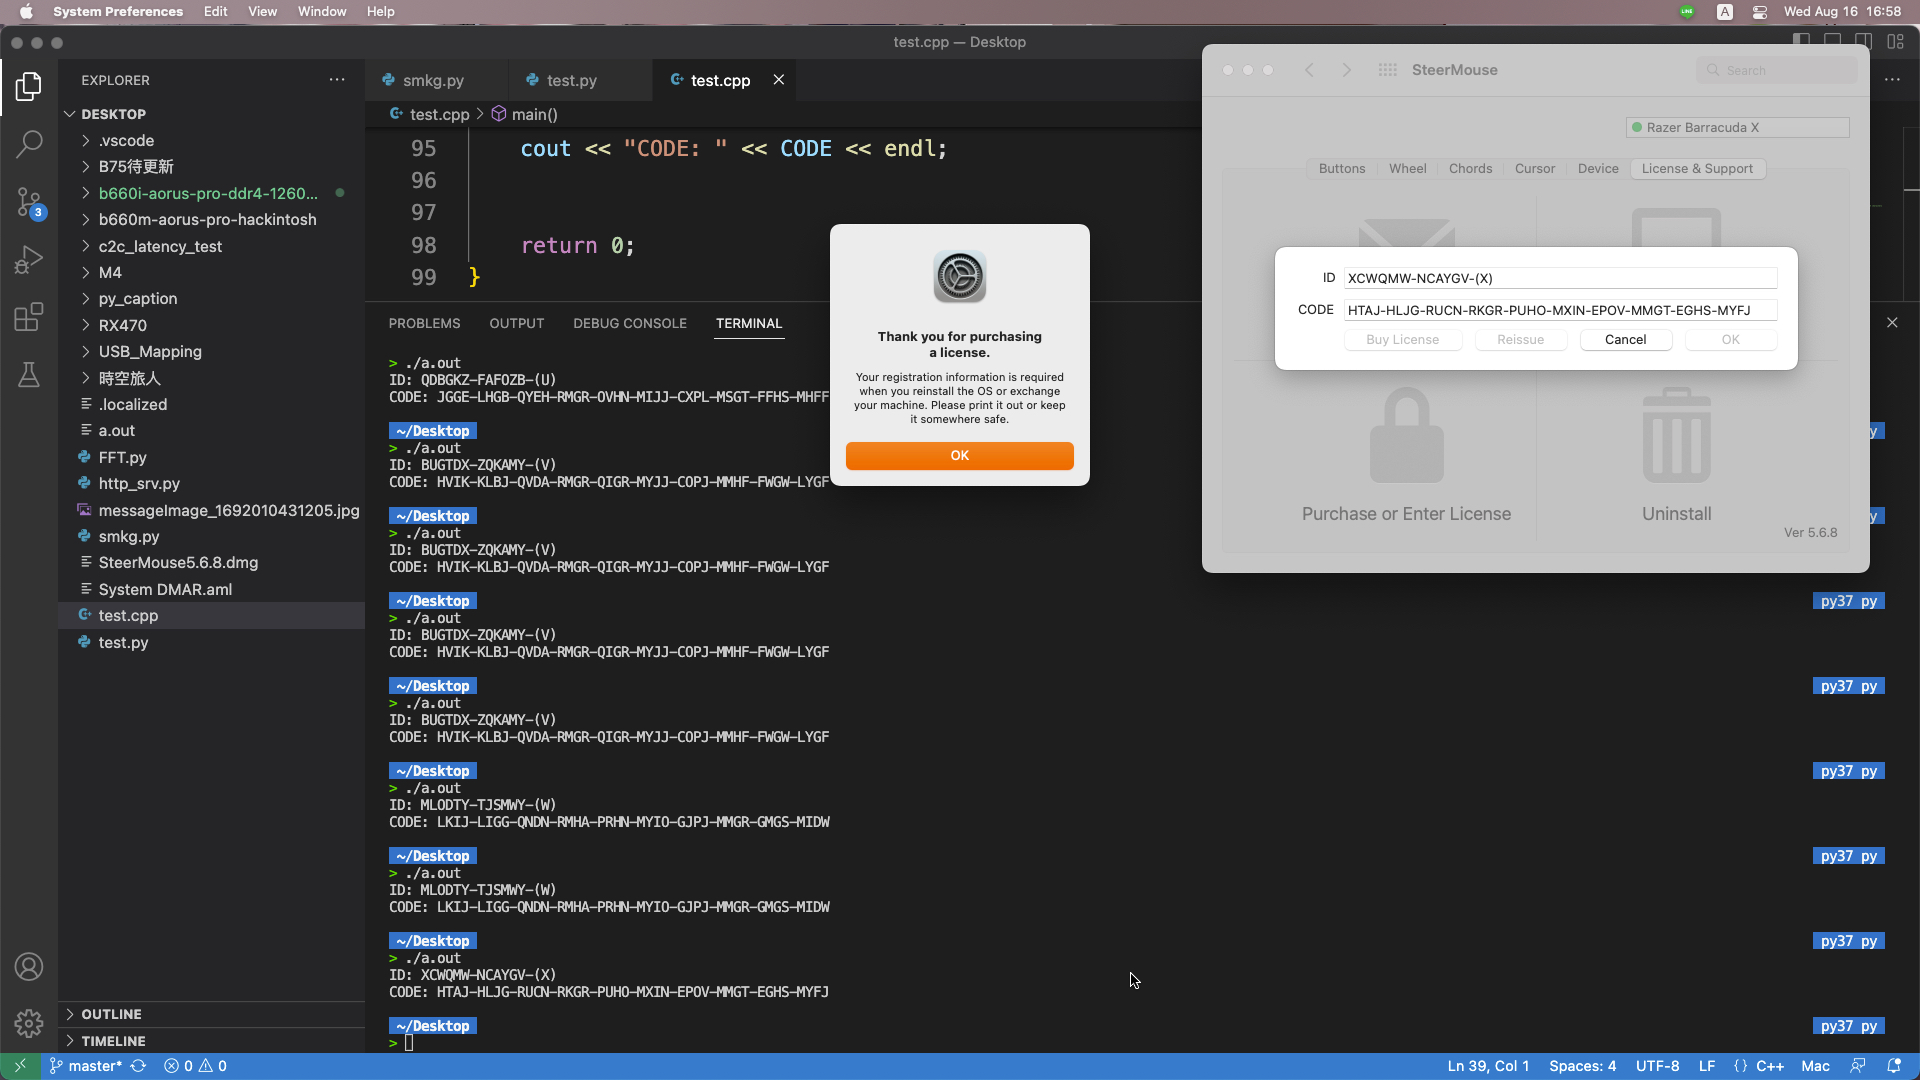 System Preferences Edit View Window Help
A Wed Aug 16 16:58
test.cpp — Desktop
EXPLORER
DESKTOP
.vscode
B75待更新
b660i-aorus-pro-ddr4-1260...
b660m-aorus-pro-hackintosh
c2c_latency_test
M4
py_caption
RX470
USB_Mapping
時空旅人
.localized
a.out
FFT.py
http_srv.py
messageImage_1692010431205.jpg
smkg.py
SteerMouse5.6.8.dmg
System DMAR.aml
test.cpp
test.py
OUTLINE
TIMELINE
3
smkg.py test.py test.cpp
test.cpp > main()
95 cout << "CODE: " << CODE << endl;
96
97
98 return 0;
99 }
PROBLEMS OUTPUT DEBUG CONSOLE TERMINAL
> ./a.out
ID: QDBGKZ-FAFOZB-(U)
CODE: JGGE-LHGB-QYEH-RMGR-OVHN-MIJJ-CXPL-MSGT-FFHS-MHFF
~/Desktop y
> ./a.out
ID: BUGTDX-ZQKAMY-(V)
CODE: HVIK-KLBJ-QVDA-RMGR-QIGR-MYJJ-COPJ-MMHF-FWGW-LYGF
~/Desktop y
> ./a.out
ID: BUGTDX-ZQKAMY-(V)
CODE: HVIK-KLBJ-QVDA-RMGR-QIGR-MYJJ-COPJ-MMHF-FWGW-LYGF
~/Desktop py37 py
> ./a.out
ID: BUGTDX-ZQKAMY-(V)
CODE: HVIK-KLBJ-QVDA-RMGR-QIGR-MYJJ-COPJ-MMHF-FWGW-LYGF
~/Desktop py37 py
> ./a.out
ID: BUGTDX-ZQKAMY-(V)
CODE: HVIK-KLBJ-QVDA-RMGR-QIGR-MYJJ-COPJ-MMHF-FWGW-LYGF
~/Desktop py37 py
> ./a.out
ID: MLODTY-TJSMWY-(W)
CODE: LKIJ-LIGG-QNDN-RMHA-PRHN-MYIO-GJPJ-MMGR-GMGS-MIDW
~/Desktop py37 py
> ./a.out
ID: MLODTY-TJSMWY-(W)
CODE: LKIJ-LIGG-QNDN-RMHA-PRHN-MYIO-GJPJ-MMGR-GMGS-MIDW
~/Desktop py37 py
> ./a.out
ID: XCWQMW-NCAYGV-(X)
CODE: HTAJ-HLJG-RUCN-RKGR-PUHO-MXIN-EPOV-MMGT-EGHS-MYFJ
~/Desktop py37 py
>
Thank you for purchasing
a license.
Your registration information is required
when you reinstall the OS or exchange
your machine. Please print it out or keep
it somewhere safe.
OK
SteerMouse Search
Razer Barracuda X
Buttons Wheel Chords Cursor Device License & Support
ID XCWQMW-NCAYGV-(X)
CODE HTAJ-HLJG-RUCN-RKGR-PUHO-MXIN-EPOV-MMGT-EGHS-MYFJ
Buy License Reissue Cancel OK
Purchase or Enter License Uninstall
Ver 5.6.8
master* 0 0
Ln 39, Col 1 Spaces: 4 UTF-8 LF {} C++ Mac